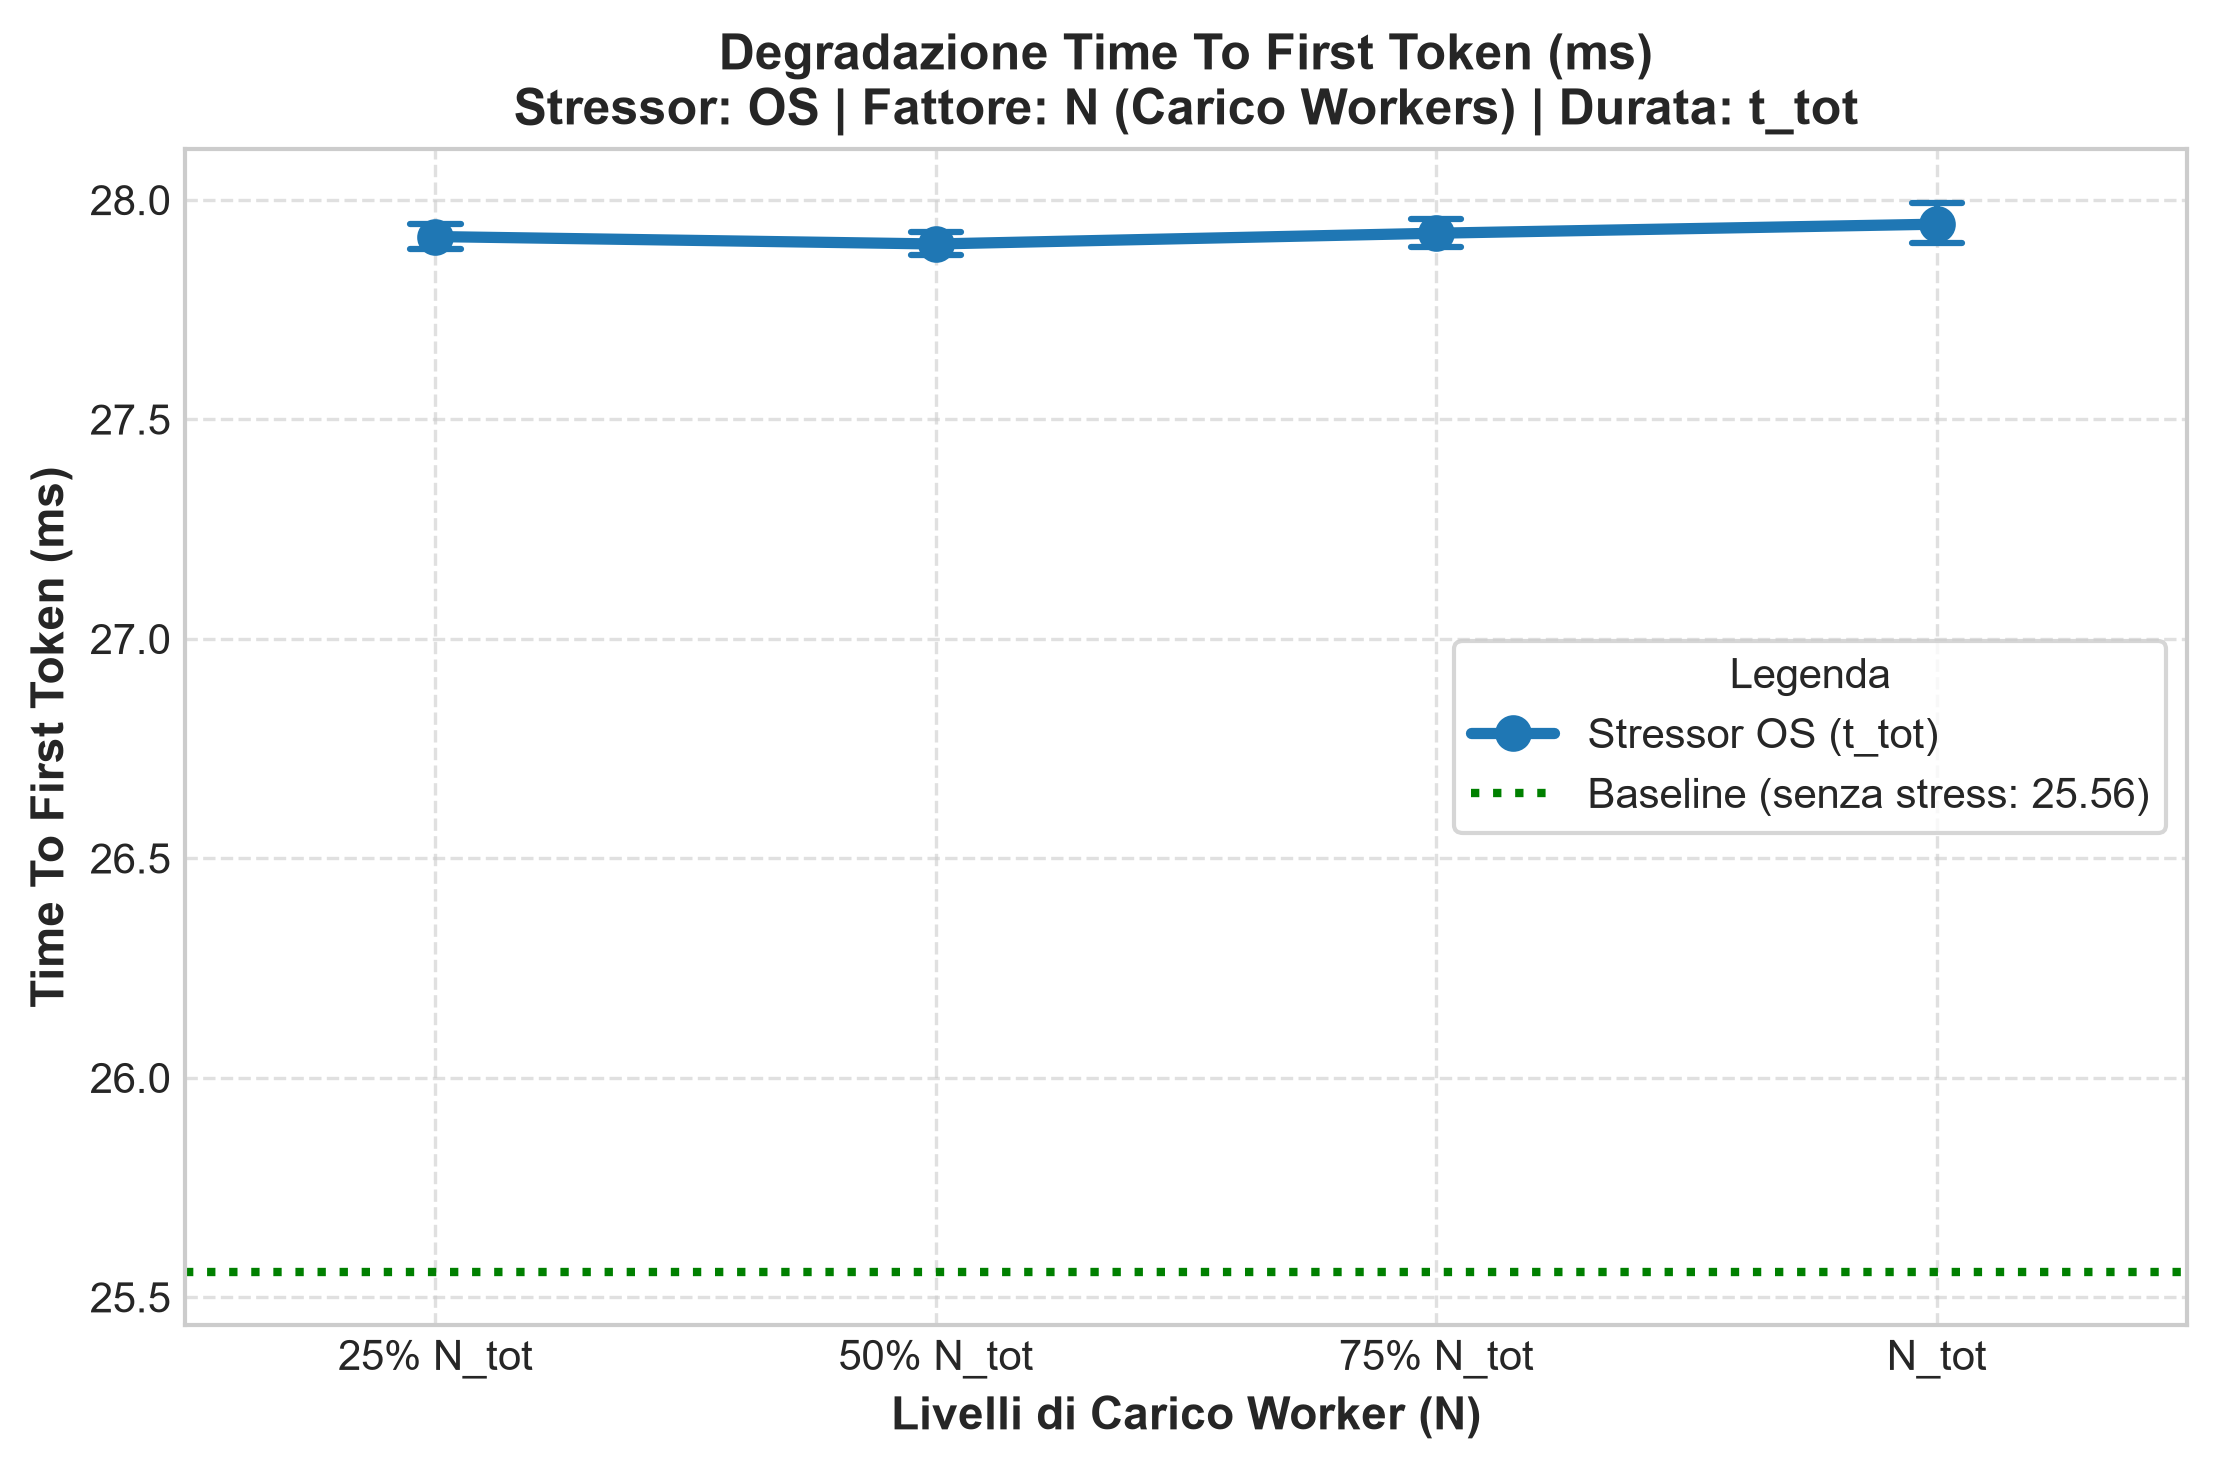 Degradazione Time To First Token (ms)
Stressor: OS | Fattore: N (Carico Workers) | Durata: t_tot
Time To First Token (ms)
28.0
27.5
27.0
26.5
26.0
25.5
Legenda
Stressor OS (t_tot)
Baseline (senza stress: 25.56)
25% N_tot
50% N_tot
75% N_tot
N_tot
Livelli di Carico Worker (N)